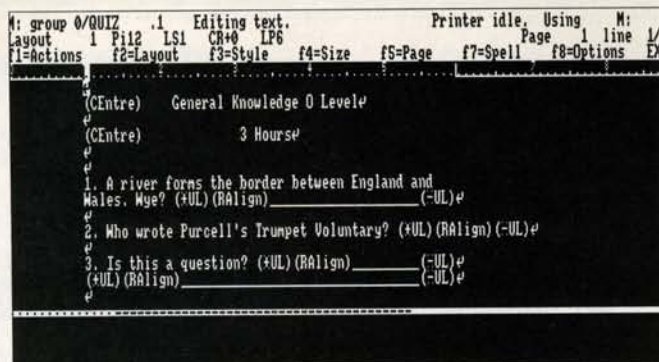 M: group 0/QUIZ .1 Editing text. Printer idle. Using M:
Layout 1 Pi12 LS1 CR+0 LP6 Page 1 line 1/
f1=Actions f2=Layout f3=Style f4=Size f5=Page f7=Spell f8=Options EX
(CEntre) General Knowledge O Level↵
↵
(CEntre) 3 Hours↵
↵
↵
1. A river forms the border between England and
Wales. Wye? (+UL)(RAlign)____________(-UL)↵
↵
2. Who wrote Purcell's Trumpet Voluntary? (+UL)(RAlign)(-UL)↵
↵
3. Is this a question? (+UL)(RAlign)________(-UL)↵
(+UL)(RAlign)____________________(-UL)↵
↵